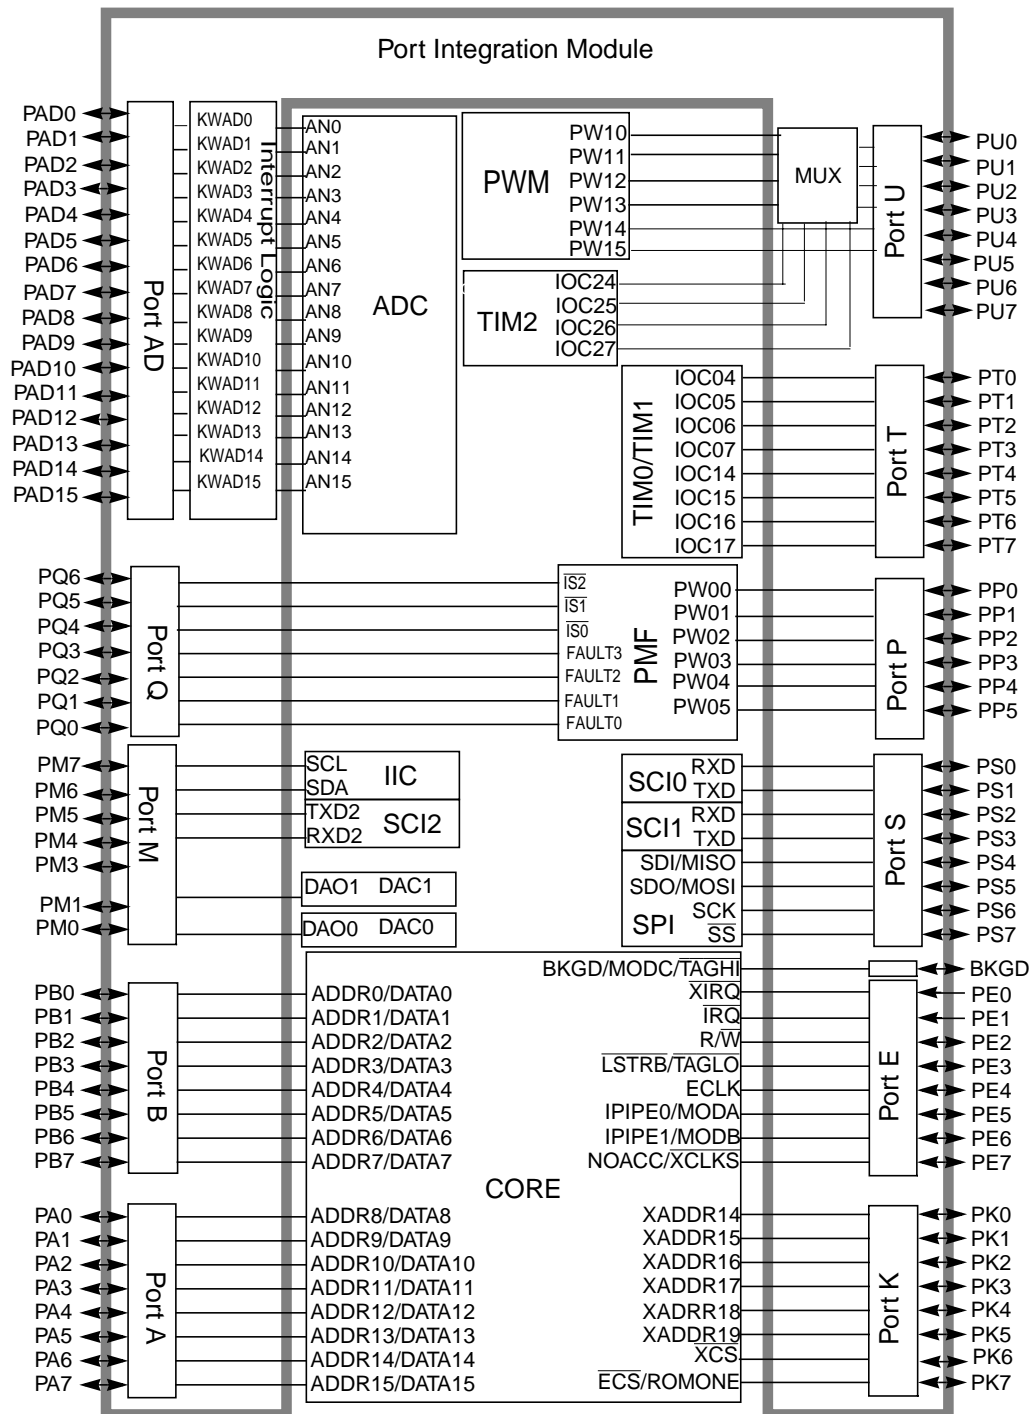 Port Integration Module
PAD0
PAD1
PAD2
PAD3
PAD4
PAD5
PAD6
PAD7
PAD8
PAD9
PAD10
PAD11
PAD12
PAD13
PAD14
PAD15
Port AD
KWAD0
KWAD1
KWAD2
KWAD3
KWAD4
KWAD5
KWAD6
KWAD7
KWAD8
KWAD9
KWAD10
KWAD11
KWAD12
KWAD13
KWAD14
KWAD15
Interrupt Logic
AN0
AN1
AN2
AN3
AN4
AN5
AN6
AN7
AN8
AN9
AN10
AN11
AN12
AN13
AN14
AN15
ADC
PWM
PW10
PW11
PW12
PW13
PW14
PW15
MUX
Port U
PU0
PU1
PU2
PU3
PU4
PU5
PU6
PU7
TIM2
IOC24
IOC25
IOC26
IOC27
TIM0/TIM1
IOC04
IOC05
IOC06
IOC07
IOC14
IOC15
IOC16
IOC17
Port T
PT0
PT1
PT2
PT3
PT4
PT5
PT6
PT7
PQ6
PQ5
PQ4
PQ3
PQ2
PQ1
PQ0
Port Q
IS2
IS1
IS0
FAULT3
FAULT2
FAULT1
FAULT0
PMF
PW00
PW01
PW02
PW03
PW04
PW05
Port P
PP0
PP1
PP2
PP3
PP4
PP5
PM7
PM6
PM5
PM4
PM3
PM1
PM0
Port M
SCL
SDA
IIC
TXD2
RXD2
SCI2
DAO1 DAC1
DAO0 DAC0
SCI0
RXD
TXD
SCI1
RXD
TXD
SDI/MISO
SDO/MOSI
SCK
SS
SPI
Port S
PS0
PS1
PS2
PS3
PS4
PS5
PS6
PS7
PB0
PB1
PB2
PB3
PB4
PB5
PB6
PB7
Port B
ADDR0/DATA0
ADDR1/DATA1
ADDR2/DATA2
ADDR3/DATA3
ADDR4/DATA4
ADDR5/DATA5
ADDR6/DATA6
ADDR7/DATA7
CORE
BKGD/MODC/TAGHI
XIRQ
IRQ
R/W
LSTRB/TAGLO
ECLK
IPIPE0/MODA
IPIPE1/MODB
NOACC/XCLKS
Port E
BKGD
PE0
PE1
PE2
PE3
PE4
PE5
PE6
PE7
PA0
PA1
PA2
PA3
PA4
PA5
PA6
PA7
Port A
ADDR8/DATA8
ADDR9/DATA9
ADDR10/DATA10
ADDR11/DATA11
ADDR12/DATA12
ADDR13/DATA13
ADDR14/DATA14
ADDR15/DATA15
XADDR14
XADDR15
XADDR16
XADDR17
XADRR18
XADDR19
XCS
ECS/ROMONE
Port K
PK0
PK1
PK2
PK3
PK4
PK5
PK6
PK7